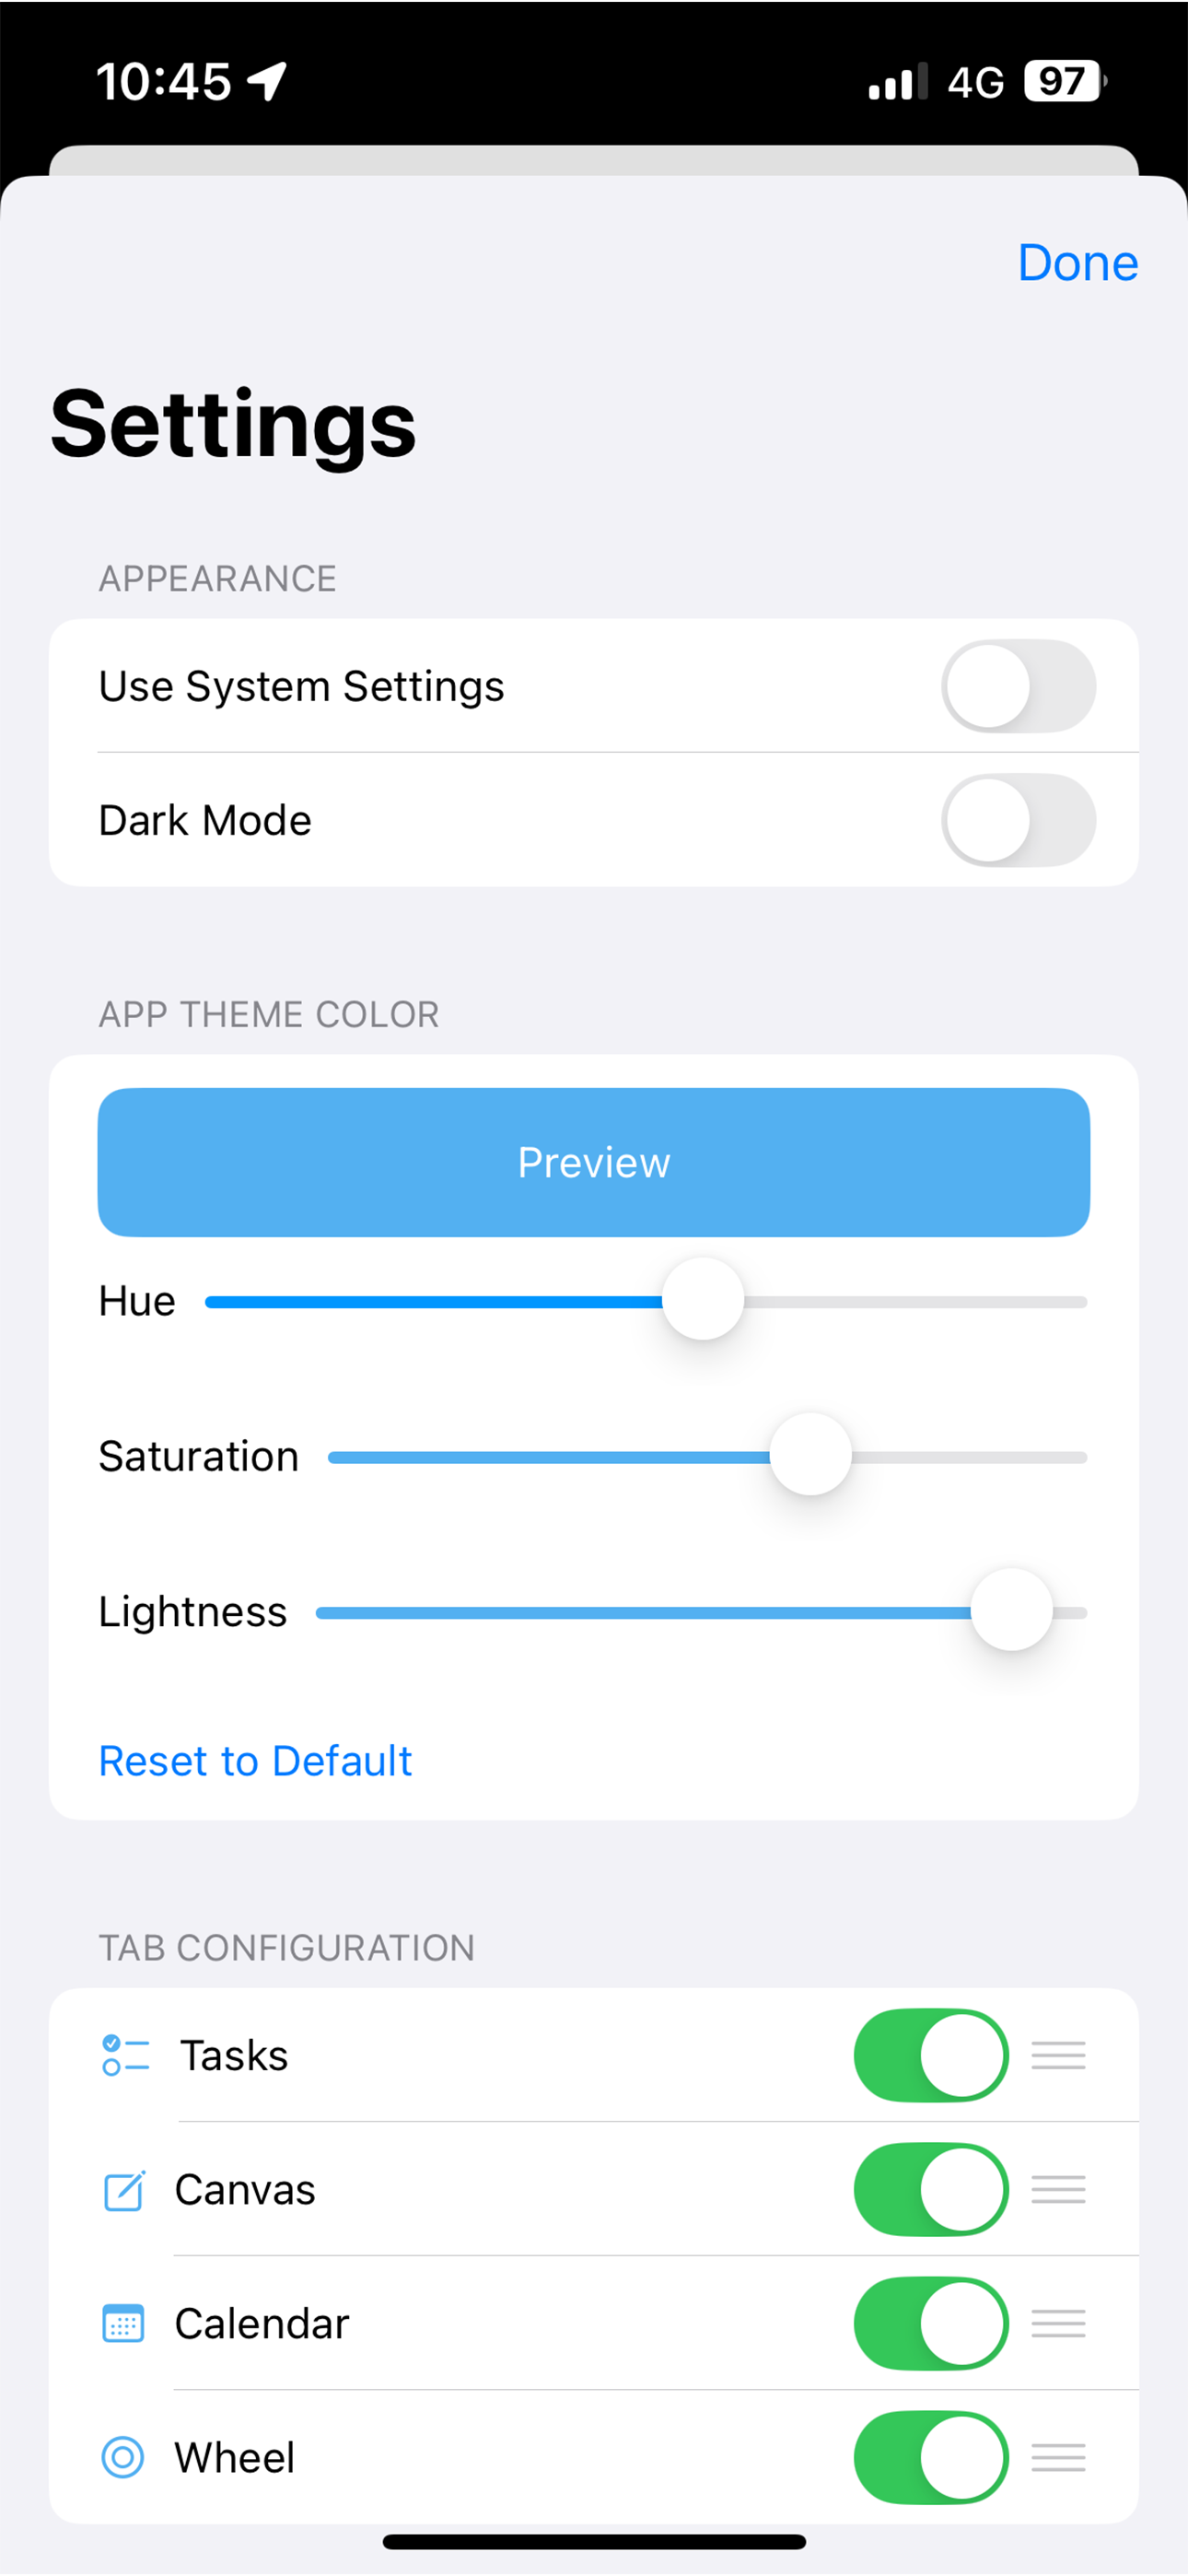 10:45 4G 97
Done
Settings
APPEARANCE
Use System Settings
Dark Mode
APP THEME COLOR
Preview
Hue
Saturation
Lightness
Reset to Default
TAB CONFIGURATION
Tasks
Canvas
Calendar
Wheel